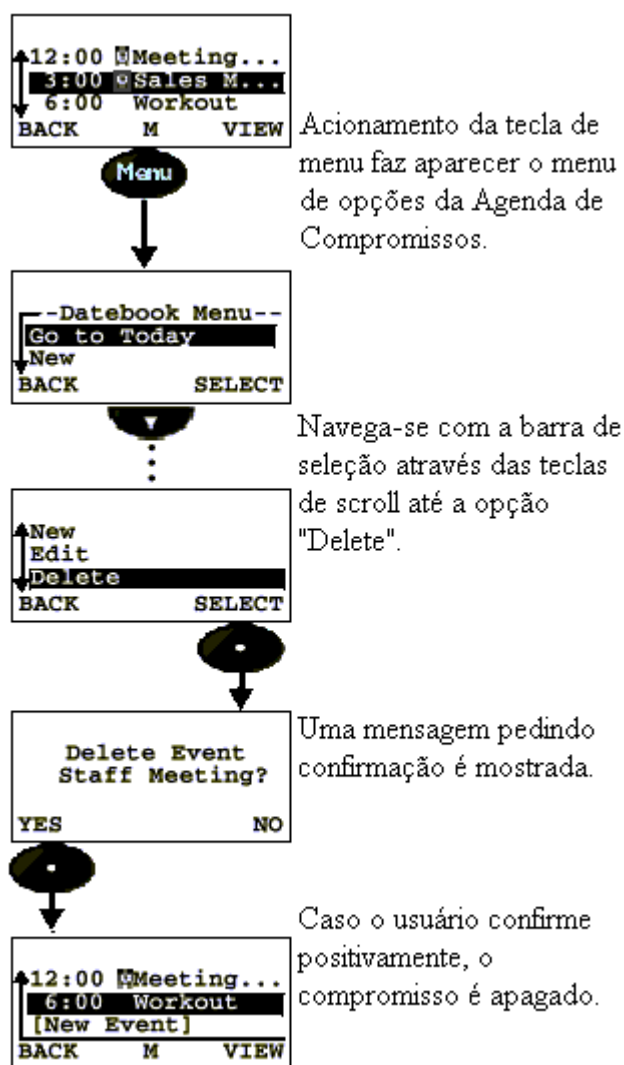 12:00 Meeting...
3:00 Sales M...
6:00 Workout
BACK M VIEW
Acionamento da tecla de
menu faz aparecer o menu
de opções da Agenda de
Compromissos.
Menu
--Datebook Menu--
Go to Today
New
BACK SELECT
Navega-se com a barra de
seleção através das teclas
de scroll até a opção
"Delete".
New
Edit
Delete
BACK SELECT
Uma mensagem pedindo
confirmação é mostrada.
Delete Event
Staff Meeting?
YES NO
Caso o usuário confirme
positivamente, o
compromisso é apagado.
12:00 Meeting...
6:00 Workout
[New Event]
BACK M VIEW